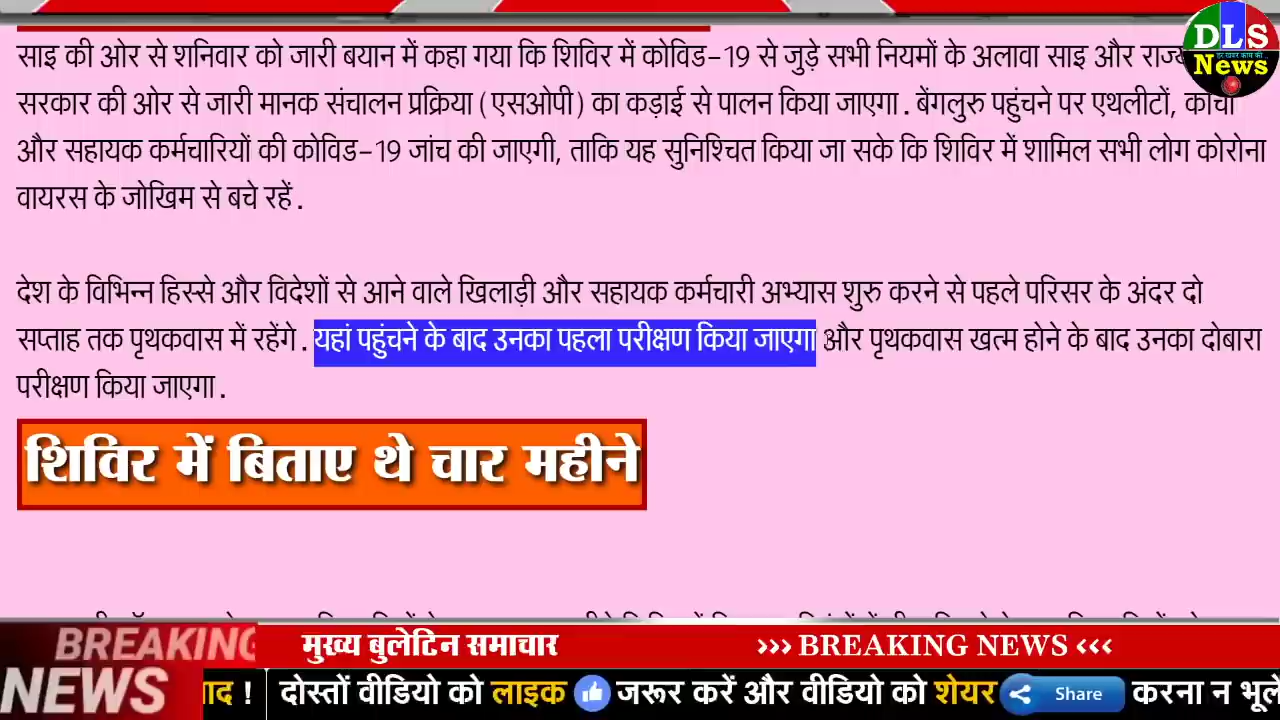 साइ की ओर से शनिवार को जारी बयान में कहा गया कि शिविर में कोविड-19 से जुड़े सभी नियमों के अलावा साइ और राज्य
DLS
News
सरकार की ओर से जारी मानक संचालन प्रक्रिया (एसओपी) का कड़ाई से पालन किया जाएगा. बेंगलुरु पहुंचने पर एथलीटों, कोचों
और सहायक कर्मचारियों की कोविड-19 जांच की जाएगी, ताकि यह सुनिश्चित किया जा सके कि शिविर में शामिल सभी लोग कोरोना
वायरस के जोखिम से बचे रहें.
देश के विभिन्न हिस्से और विदेशों से आने वाले खिलाड़ी और सहायक कर्मचारी अभ्यास शुरु करने से पहले परिसर के अंदर दो
सप्ताह तक पृथकवास में रहेंगे. यहां पहुंचने के बाद उनका पहला परीक्षण किया जाएगा और पृथकवास खत्म होने के बाद उनका दोबारा
परीक्षण किया जाएगा.
शिविर में बिताए थे चार महीने
BREAKING
NEWS
मुख्य बुलेटिन समाचार
>>> BREAKING NEWS <<<
!
दोस्तों वीडियो को लाइक जरूर करें और वीडियो को शेयर Share करना न भूले